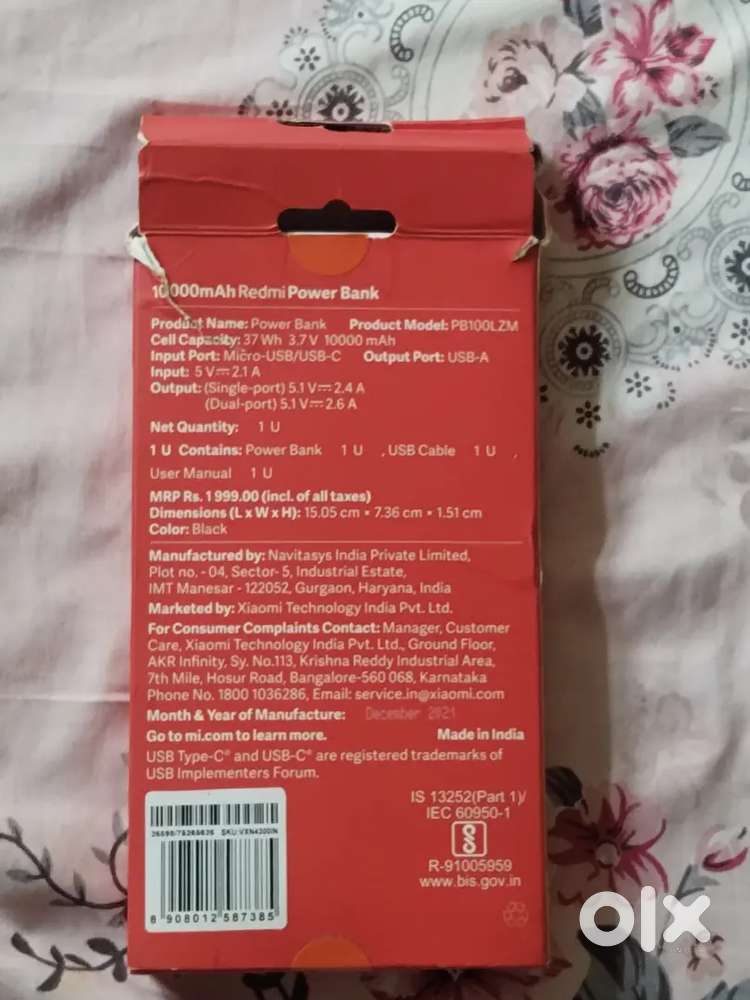 10000mAh Redmi Power Bank
Product Name: Power Bank Product Model: PB100LZM
Cell Capacity: 37 Wh 3.7 V 10000 mAh
Input Port: Micro-USB/USB-C Output Port: USB-A
Input: 5 V⎓2.1 A
Output: (Single-port) 5.1 V⎓2.4 A
(Dual-port) 5.1 V⎓2.6 A
Net Quantity: 1 U
1 U Contains: Power Bank 1 U , USB Cable 1 U ,
User Manual 1 U
MRP Rs. 1 999.00 (incl. of all taxes)
Dimensions (L x W x H): 15.05 cm * 7.36 cm * 1.51 cm
Color: Black
Manufactured by: Navitasys India Private Limited,
Plot no. - 04, Sector- 5, Industrial Estate,
IMT Manesar - 122052, Gurgaon, Haryana, India
Marketed by: Xiaomi Technology India Pvt. Ltd.
For Consumer Complaints Contact: Manager, Customer
Care, Xiaomi Technology India Pvt. Ltd., Ground Floor,
AKR Infinity, Sy. No.113, Krishna Reddy Industrial Area,
7th Mile, Hosur Road, Bangalore-560 068, Karnataka
Phone No. 1800 1036286, Email: service.in@xiaomi.com
Month & Year of Manufacture: December 2021
Go to mi.com to learn more. Made in India
USB Type-C® and USB-C® are registered trademarks of
USB Implementers Forum.
IS 13252(Part 1)/
IEC 60950-1
R-91005959
www.bis.gov.in
SKU:VXN4300IN
8 908012 587385
olx